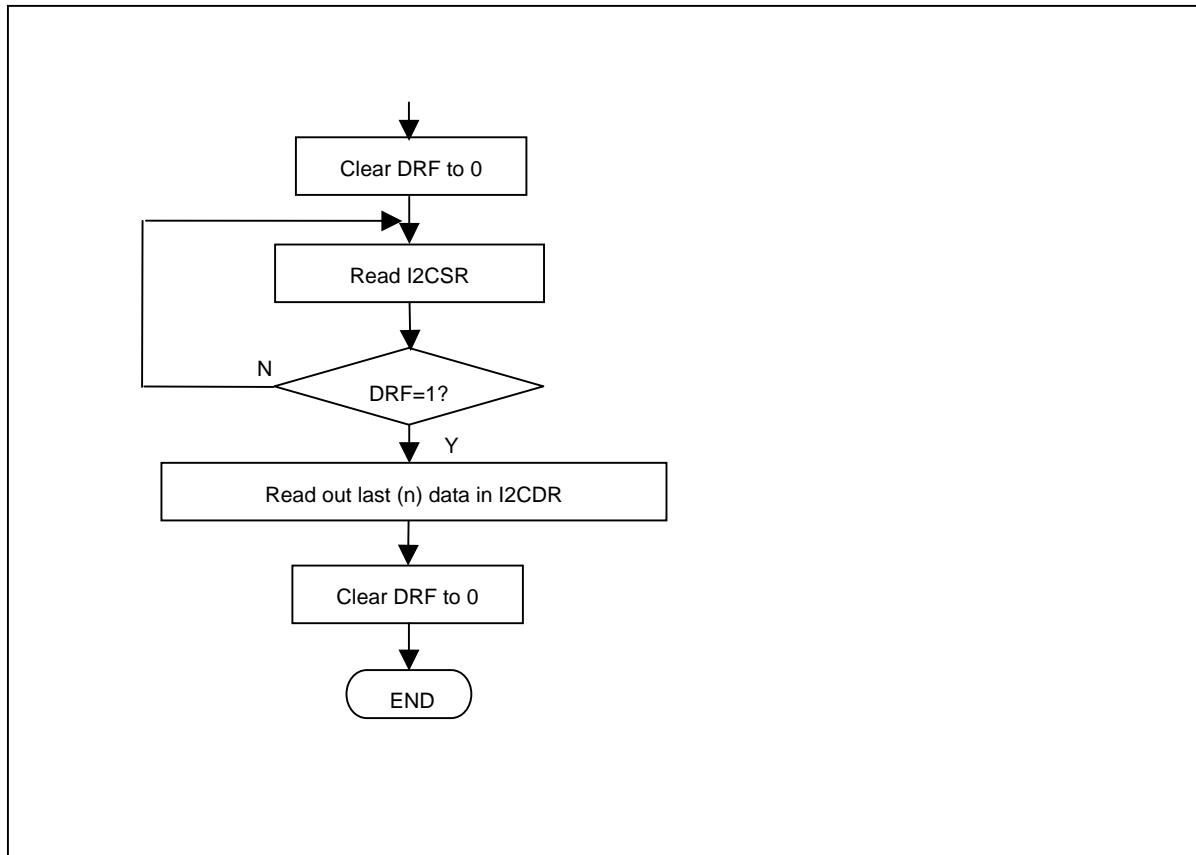 Clear DRF to 0
Read I2CSR
N
DRF=1?
Y
Read out last (n) data in I2CDR
Clear DRF to 0
END